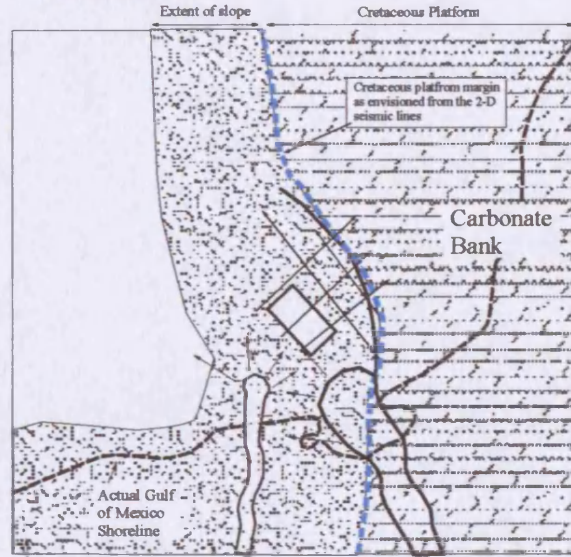 Extent of slope
Cretaceous Platform
Cretaceous platfrom margin
as envisioned from the 2-D
seismic lines
Carbonate
Bank
Actual Gulf
of Mexico
Shoreline